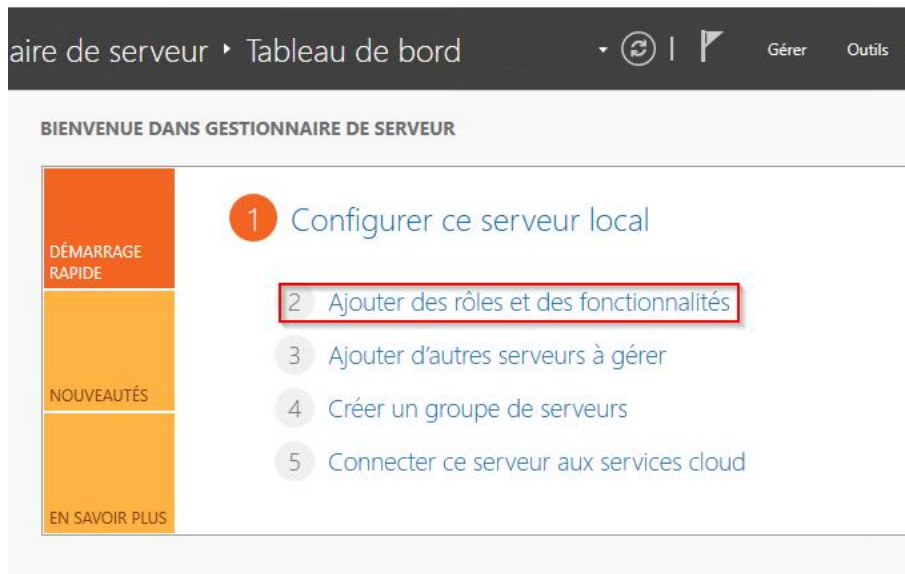 aire de serveur ‣ Tableau de bord
Gérer
Outils
BIENVENUE DANS GESTIONNAIRE DE SERVEUR
DÉMARRAGE
RAPIDE
NOUVEAUTÉS
EN SAVOIR PLUS
1 Configurer ce serveur local
2 Ajouter des rôles et des fonctionnalités
3 Ajouter d’autres serveurs à gérer
4 Créer un groupe de serveurs
5 Connecter ce serveur aux services cloud